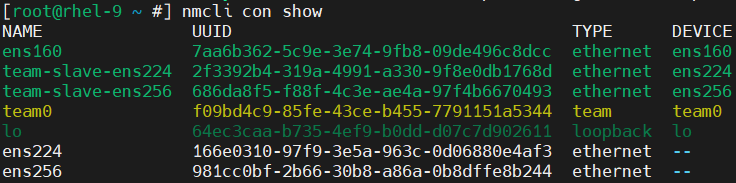 [root@rhel-9 ~ #] nmcli con show
NAME UUID TYPE DEVICE
ens160 7aa6b362-5c9e-3e74-9fb8-09de496c8dcc ethernet ens160
team-slave-ens224 2f3392b4-319a-4991-a330-9f8e0db1768d ethernet ens224
team-slave-ens256 686da8f5-f88f-4c3e-ae4a-97f4b6670493 ethernet ens256
team0 f09bd4c9-85fe-43ce-b455-7791151a5344 team team0
lo 64ec3caa-b735-4ef9-b0dd-d07c7d902611 loopback lo
ens224 166e0310-97f9-3e5a-963c-0d06880e4af3 ethernet --
ens256 981cc0bf-2b66-30b8-a86a-0b8dffe8b244 ethernet --